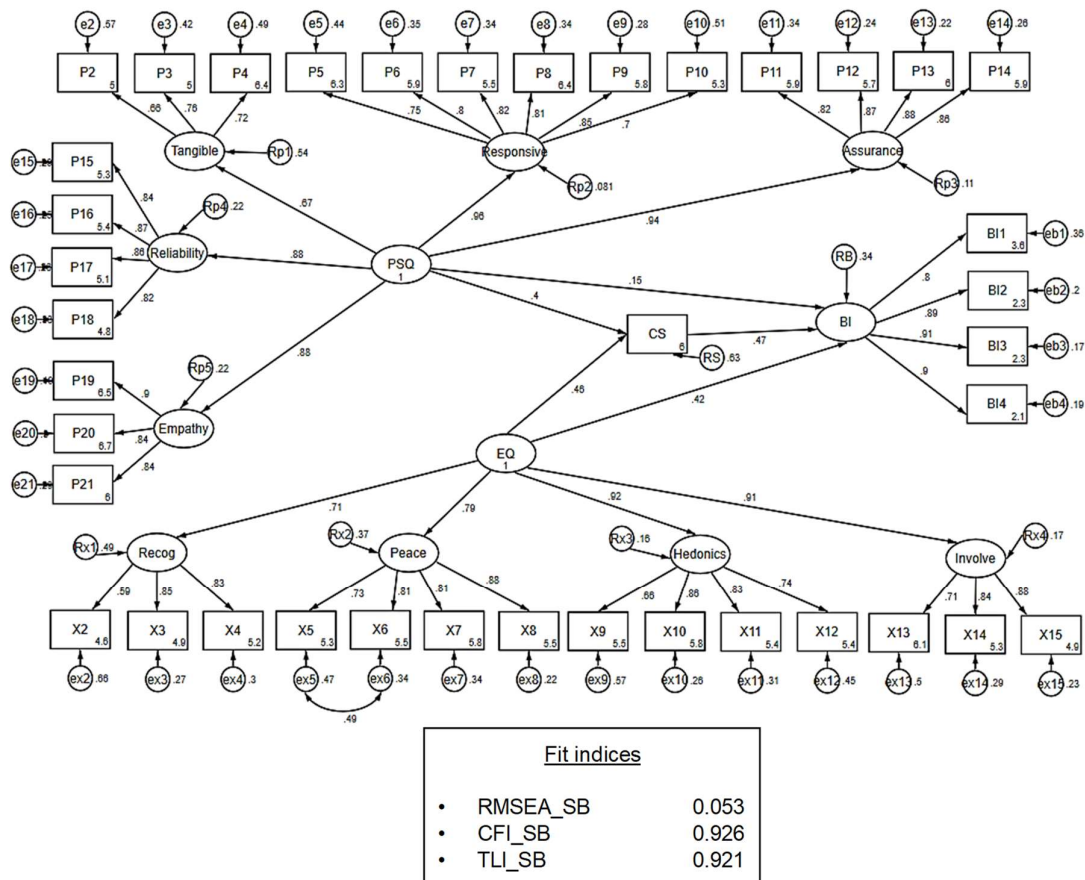 e2 .57 e3 .42 e4 .49 e5 .44 e6 .35 e7 .34 e8 .34 e9 .28 e10 .51 e11 .34 e12 .24 e13 .22 e14 .26
P2 P3 P4 P5 P6 P7 P8 P9 P10 P11 P12 P13 P14
5 5 6.4 6.3 5.9 5.5 6.4 5.8 5.3 5.9 5.7 6 5.9
.66 .76 .72 .75 .8 .82 .81 .85 .7 .82 .87 .88 .86
Tangible Rp1 .54 Responsive Rp2 .081 Assurance Rp3 .11
.67 .96 .94
e15 P15 5.3 .84
e16 P16 5.4 .87 Rp4 .22
e17 P17 5.1 .86 Reliability .88
e18 P18 4.8 .82
PSQ 1
.15
.4
.88
RB .34
BI
BI1 3.6 eb1 .8
BI2 2.3 eb2 .2 .89
BI3 2.3 eb3 .17 .91
BI4 2.1 eb4 .19 .9
CS 6 .47
RS .63
e19 P19 6.5 .9 Rp5 .22
e20 P20 6.7 .84 Empathy
e21 P21 6 .84
.46 .42
EQ 1
.71 .79 .92 .91
Rx1 .49 Recog Rx2 .37 Peace Rx3 .16 Hedonics Involve Rx4 .17
.59 .85 .83 .73 .81 .81 .88 .66 .86 .83 .74 .71 .84 .88
X2 X3 X4 X5 X6 X7 X8 X9 X10 X11 X12 X13 X14 X15
4.6 4.9 5.2 5.3 5.5 5.8 5.5 5.5 5.8 5.4 5.4 6.1 5.3 4.9
ex2 .66 ex3 .27 ex4 .3 ex5 .47 ex6 .34 ex7 .34 ex8 .22 ex9 .57 ex10 .26 ex11 .31 ex12 .45 ex13 .5 ex14 .29 ex15 .23
.49
Fit indices
• RMSEA_SB 0.053
• CFI_SB 0.926
• TLI_SB 0.921